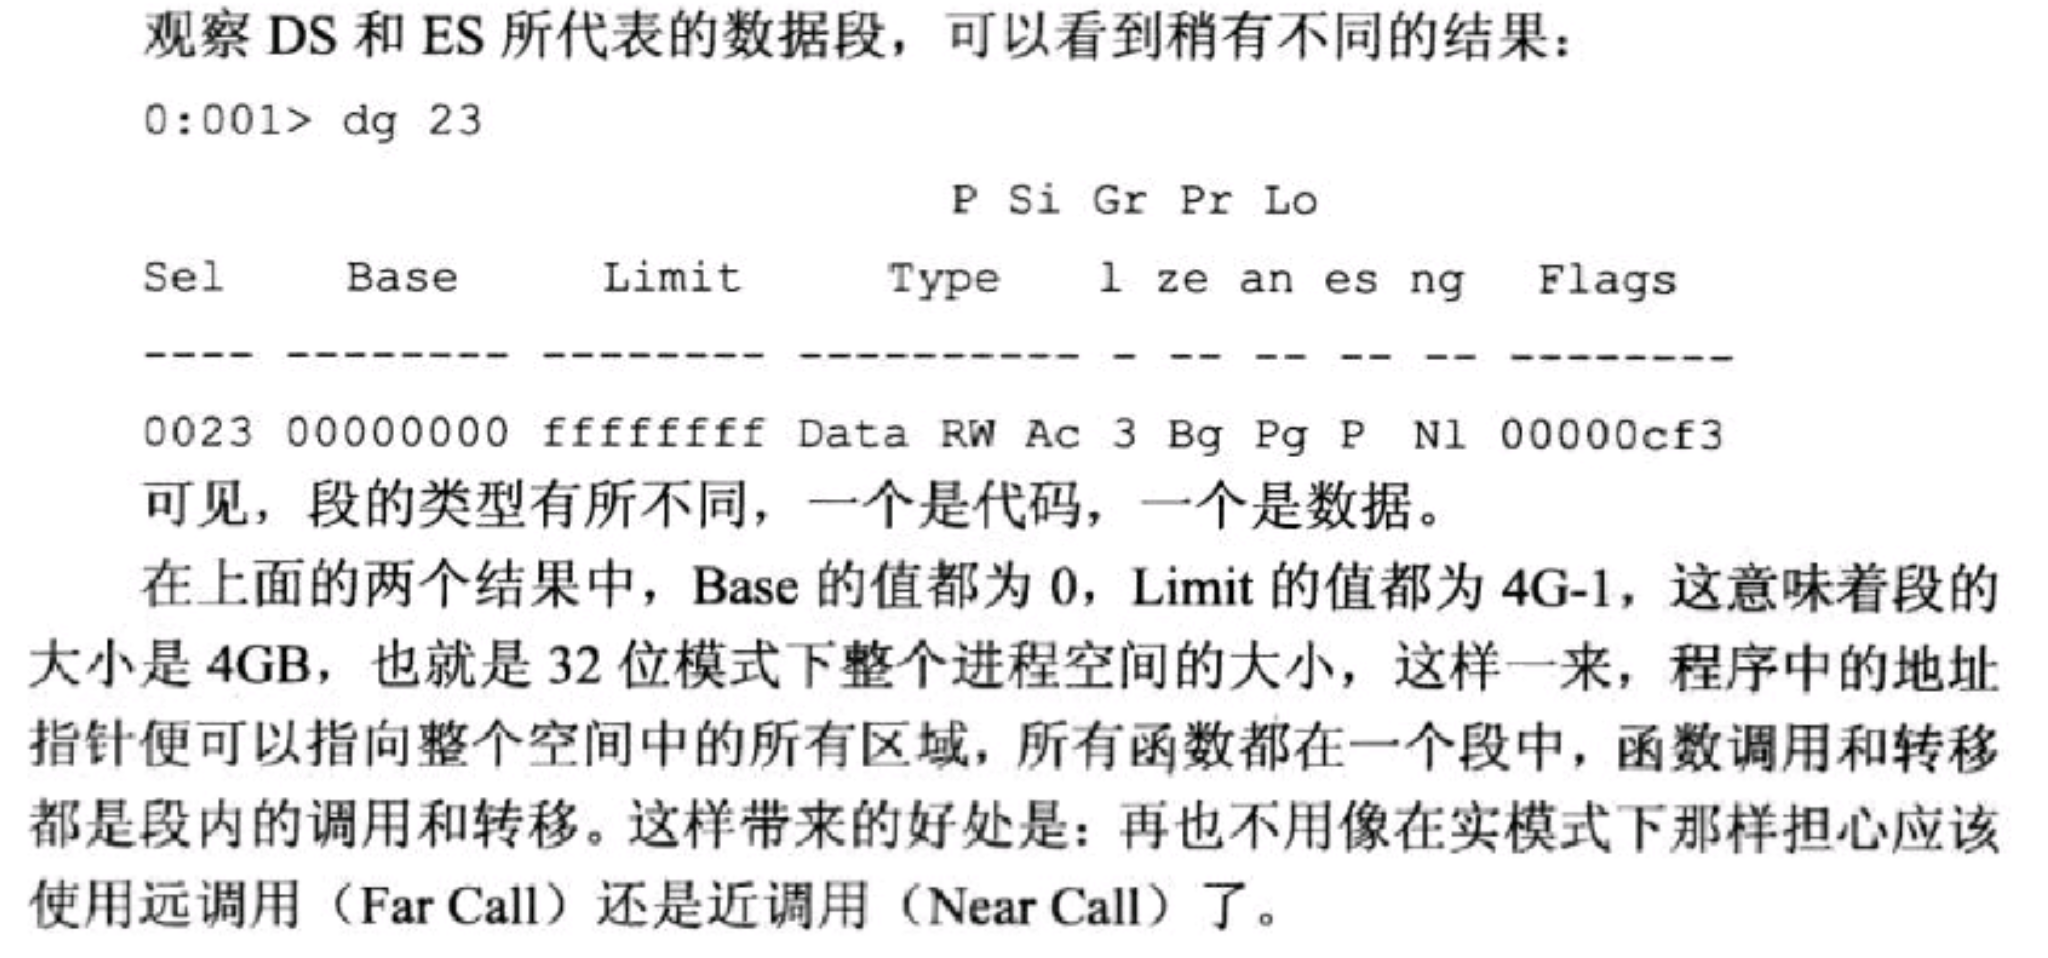 观察 DS 和 ES 所代表的数据段，可以看到稍有不同的结果：
0:001> dg 23
P Si Gr Pr Lo
Sel Base Limit Type l ze an es ng Flags
---- -------- -------- ---------- - -- -- -- -- --------
0023 00000000 ffffffff Data RW Ac 3 Bg Pg P Nl 00000cf3
可见，段的类型有所不同，一个是代码，一个是数据。
在上面的两个结果中，Base 的值都为 0，Limit 的值都为 4G-1，这意味着段的
大小是 4GB，也就是 32 位模式下整个进程空间的大小，这样一来，程序中的地址
指针便可以指向整个空间中的所有区域，所有函数都在一个段中，函数调用和转移
都是段内的调用和转移。这样带来的好处是：再也不用像在实模式下那样担心应该
使用远调用（Far Call）还是近调用（Near Call）了。